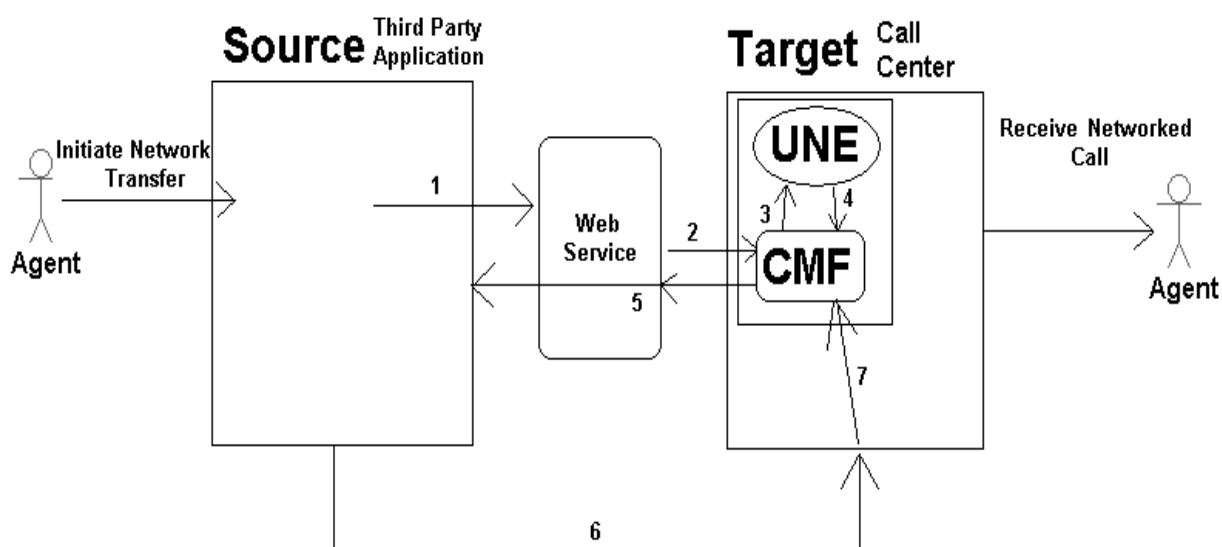 Source Third Party
Application
Target Call
Center
Initiate Network
Transfer
Agent
1
Web
Service
2
5
UNE
3
4
CMF
7
Receive Networked
Call
Agent
6